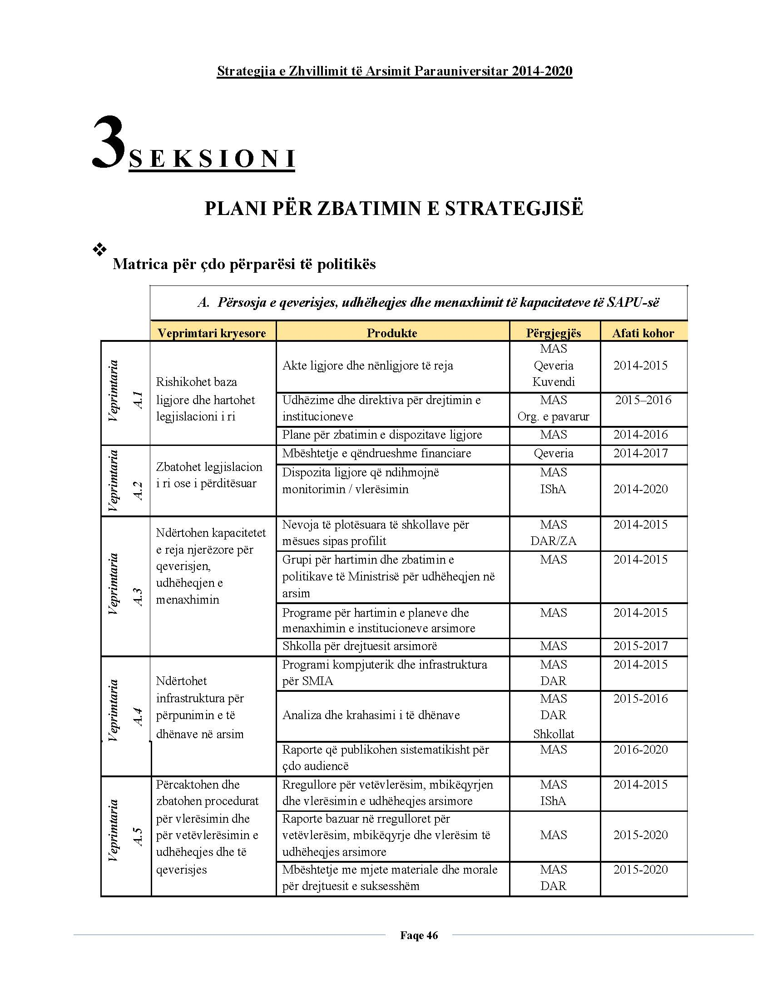 Strategjia e Zhvillimit të Arsimit Parauniversitar 2014-2020
3 S E K S I O N I
PLANI PËR ZBATIMIN E STRATEGJISË
❖
Matrica për çdo përparësi të politikës
A. Përsosja e qeverisjes, udhëheqjes dhe menaxhimit të kapaciteteve të SAPU-së
Veprimtari kryesore Produkte Përgjegjës Afati kohor
Veprimtaria
A.1
Rishikohet baza
ligjore dhe hartohet
legjislacioni i ri
Akte ligjore dhe nënligjore të reja
MAS
Qeveria
Kuvendi
2014-2015
Udhëzime dhe direktiva për drejtimin e
institucioneve
MAS
Org. e pavarur
2015–2016
Plane për zbatimin e dispozitave ligjore
MAS
2014-2016
Veprimtaria
A.2
Zbatohet legjislacion
i ri ose i përditësuar
Mbështetje e qëndrueshme financiare
Qeveria
2014-2017
Dispozita ligjore që ndihmojnë
monitorimin / vlerësimin
MAS
IShA
2014-2020
Veprimtaria
A.3
Ndërtohen kapacitetet
e reja njerëzore për
qeverisjen,
udhëheqjen e
menaxhimin
Nevoja të plotësuara të shkollave për
mësues sipas profilit
MAS
DAR/ZA
2014-2015
Grupi për hartimin dhe zbatimin e
politikave të Ministrisë për udhëheqjen në
arsim
MAS
2014-2015
Programe për hartimin e planeve dhe
menaxhimin e institucioneve arsimore
MAS
2014-2015
Shkolla për drejtuesit arsimorë
MAS
2015-2017
Veprimtaria
A.4
Ndërtohet
infrastruktura për
përpunimin e të
dhënave në arsim
Programi kompjuterik dhe infrastruktura
për SMIA
MAS
DAR
2014-2015
Analiza dhe krahasimi i të dhënave
MAS
DAR
Shkollat
2015-2016
Raporte që publikohen sistematikisht për
çdo audiencë
MAS
2016-2020
Veprimtaria
A.5
Përcaktohen dhe
zbatohen procedurat
për vlerësimin dhe
për vetëvlerësimin e
udhëheqjes dhe të
qeverisjes
Rregullore për vetëvlerësim, mbikëqyrjen
dhe vlerësimin e udhëheqjes arsimore
MAS
IShA
2014-2015
Raporte bazuar në rregulloret për
vetëvlerësim, mbikëqyrje dhe vlerësim të
udhëheqjes arsimore
MAS
2015-2020
Mbështetje me mjete materiale dhe morale
për drejtuesit e suksesshëm
MAS
DAR
2015-2020
Faqe 46